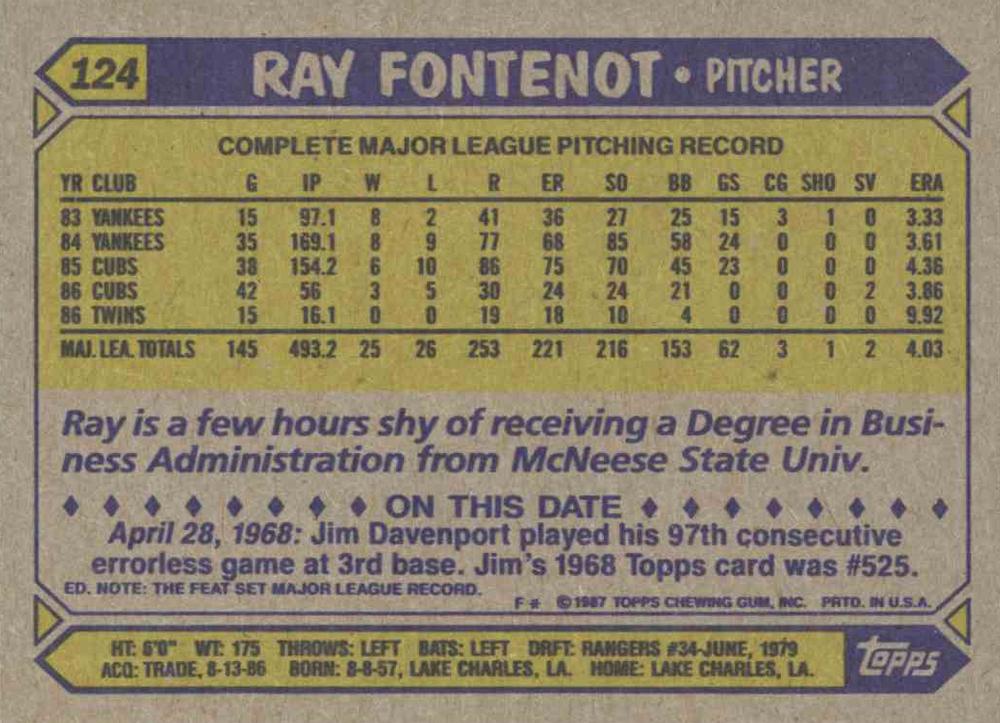 124 RAY FONTENOT • PITCHER
COMPLETE MAJOR LEAGUE PITCHING RECORD
YR CLUB G IP W L R ER SO BB GS CG SHO SV ERA
83 YANKEES 15 97.1 8 2 41 36 27 25 15 3 1 0 3.33
84 YANKEES 35 169.1 8 9 77 68 85 58 24 0 0 0 3.61
85 CUBS 38 154.2 6 10 86 75 70 45 23 0 0 0 4.36
86 CUBS 42 56 3 5 30 24 24 21 0 0 0 2 3.86
86 TWINS 15 16.1 0 0 19 18 10 4 0 0 0 0 9.92
MAJ. LEA. TOTALS 145 493.2 25 26 253 221 216 153 62 3 1 2 4.03
Ray is a few hours shy of receiving a Degree in Busi-
ness Administration from McNeese State Univ.
ON THIS DATE
April 28, 1968: Jim Davenport played his 97th consecutive
errorless game at 3rd base. Jim's 1968 Topps card was #525.
ED. NOTE: THE FEAT SET MAJOR LEAGUE RECORD.
F # © 1987 TOPPS CHEWING GUM, INC. PRTD. IN U.S.A.
HT: 6'0" WT: 175 THROWS: LEFT BATS: LEFT DRFT: RANGERS #34-JUNE, 1979
ACQ: TRADE, 8-13-86 BORN: 8-8-57, LAKE CHARLES, LA. HOME: LAKE CHARLES, LA.
TOPPS